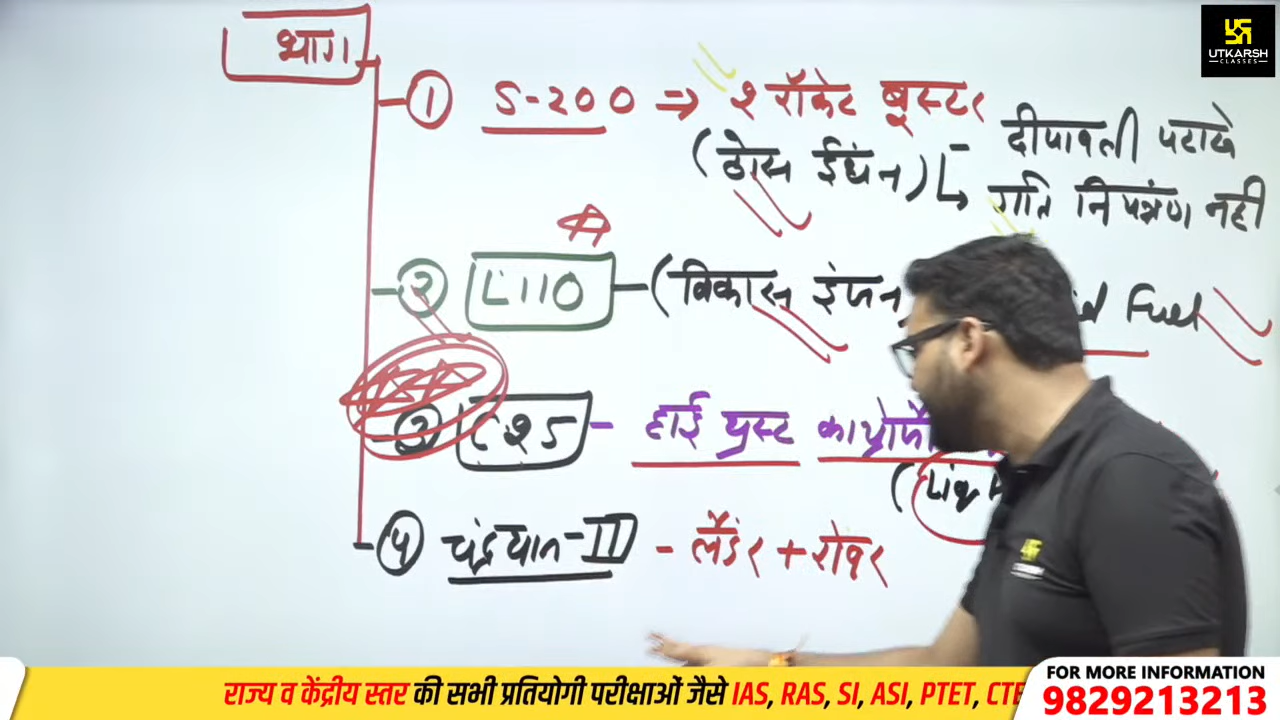 UTKARSH
CLASSES
भाग
① S-200 ⇒ २ रॉकेट बूस्टर
(ठोस ईंधन) - दीपावली पटाखे
गति नियंत्रण नही
② L110 - (विकास इंजन Fuel
③ C25 - हाई थ्रस्ट
(Liq
④ चंद्रयान-III - लैंडर + रोवर
राज्य व केंद्रीय स्तर की सभी प्रतियोगी परीक्षाओं जैसे IAS, RAS, SI, ASI, PTET,
FOR MORE INFORMATION
9829213213